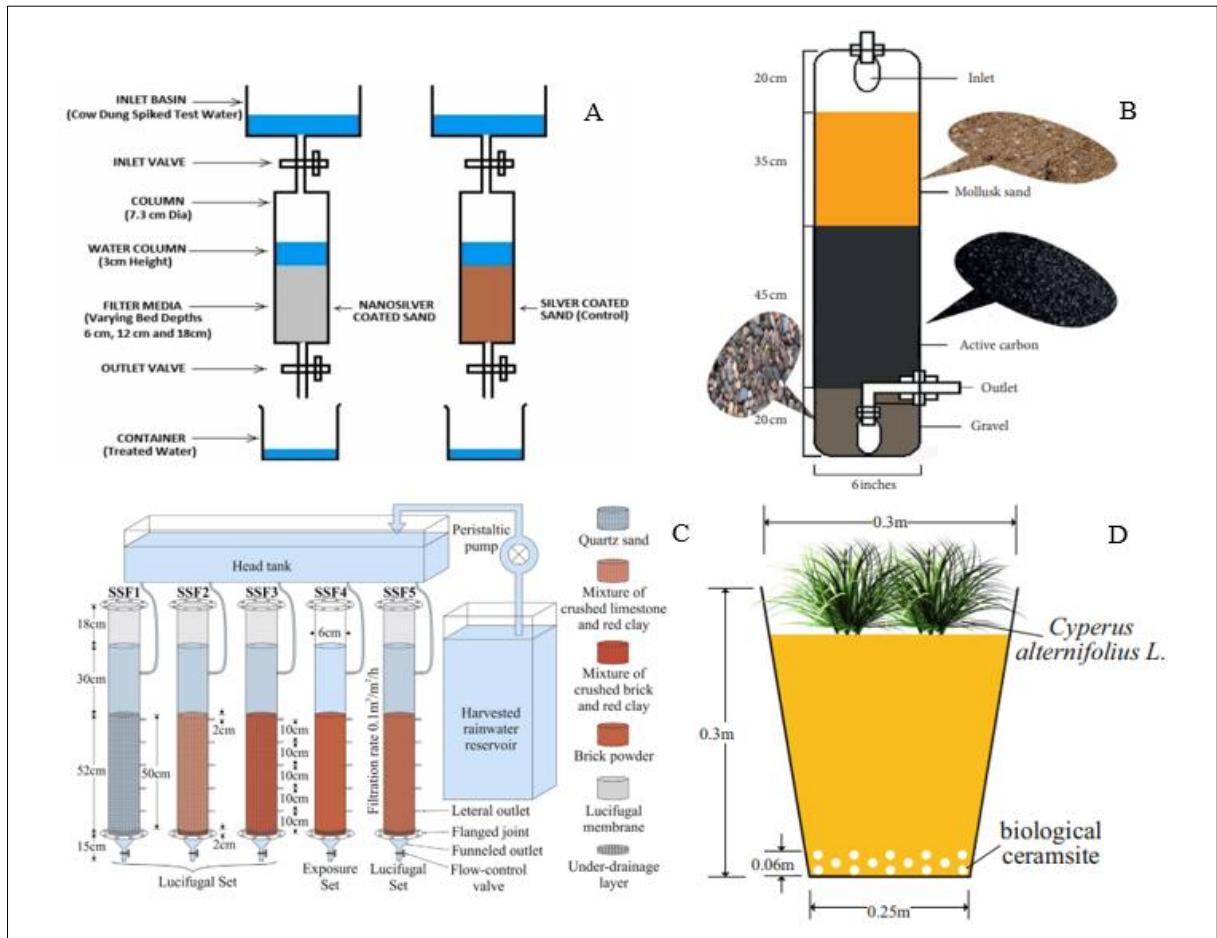 A
INLET BASIN
(Cow Dung Spiked Test Water)
INLET VALVE
COLUMN
(7.3 cm Dia)
WATER COLUMN
(3cm Height)
FILTER MEDIA
(Varying Bed Depths
6 cm, 12 cm and 18cm)
NANOSILVER
COATED SAND
SILVER COATED
SAND (Control)
OUTLET VALVE
CONTAINER
(Treated Water)
B
20cm
Inlet
35cm
Mollusk sand
45cm
Active carbon
Outlet
20cm
Gravel
6inches
C
Peristaltic
pump
Head tank
SSF1
SSF2
SSF3
SSF4
SSF5
18cm
6cm
30cm
2cm
10cm
10cm
10cm
10cm
10cm
52cm
50cm
2cm
15cm
Filtration rate 0.1m³/m²/h
Harvested
rainwater
reservoir
Leteral outlet
Flanged joint
Funneled outlet
Flow-control
valve
Lucifugal Set
Exposure
Set
Lucifugal
Set
Quartz sand
Mixture of
crushed limestone
and red clay
Mixture of
crushed brick
and red clay
Brick powder
Lucifugal
membrane
Under-drainage
layer
D
0.3m
Cyperus
alternifolius L.
0.3m
biological
ceramsite
0.06m
0.25m